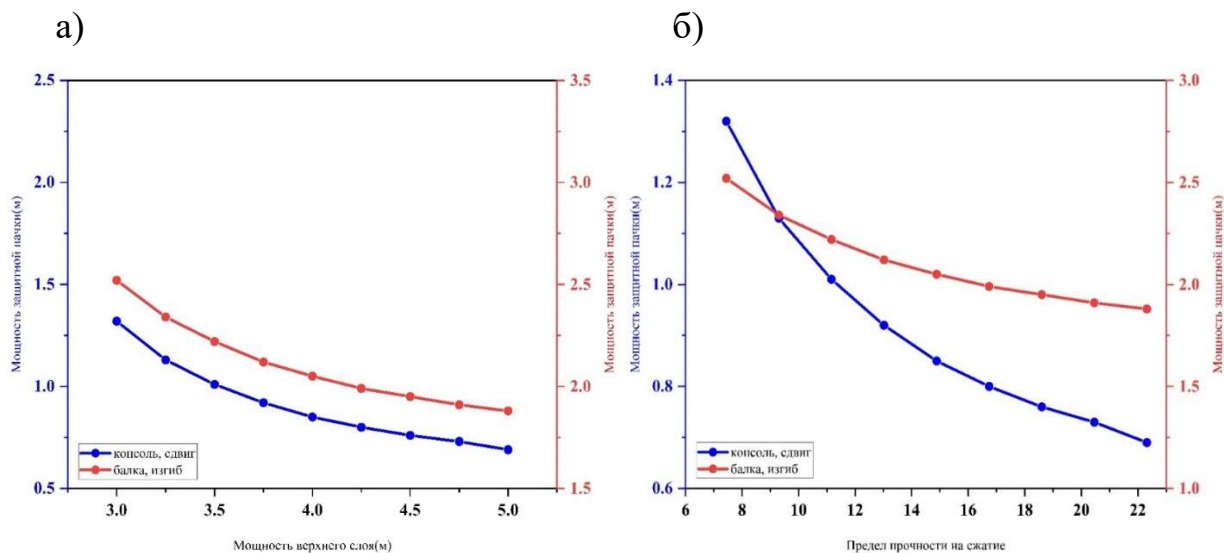 а)
б)
2.5
2.0
1.5
1.0
0.5
3.5
3.0
2.5
2.0
1.5
Мощность защитной пачки(м)
Мощность защитной пачки(м)
консоль, сдвиг
балка, изгиб
3.0 3.5 4.0 4.5 5.0
Мощность верхнего слоя(м)
1.4
1.2
1.0
0.8
0.6
3.0
2.5
2.0
1.5
1.0
Мощность защитной пачки(м)
Мощность защитной пачки(м)
консоль, сдвиг
балка, изгиб
6 8 10 12 14 16 18 20 22
Предел прочности на сжатие